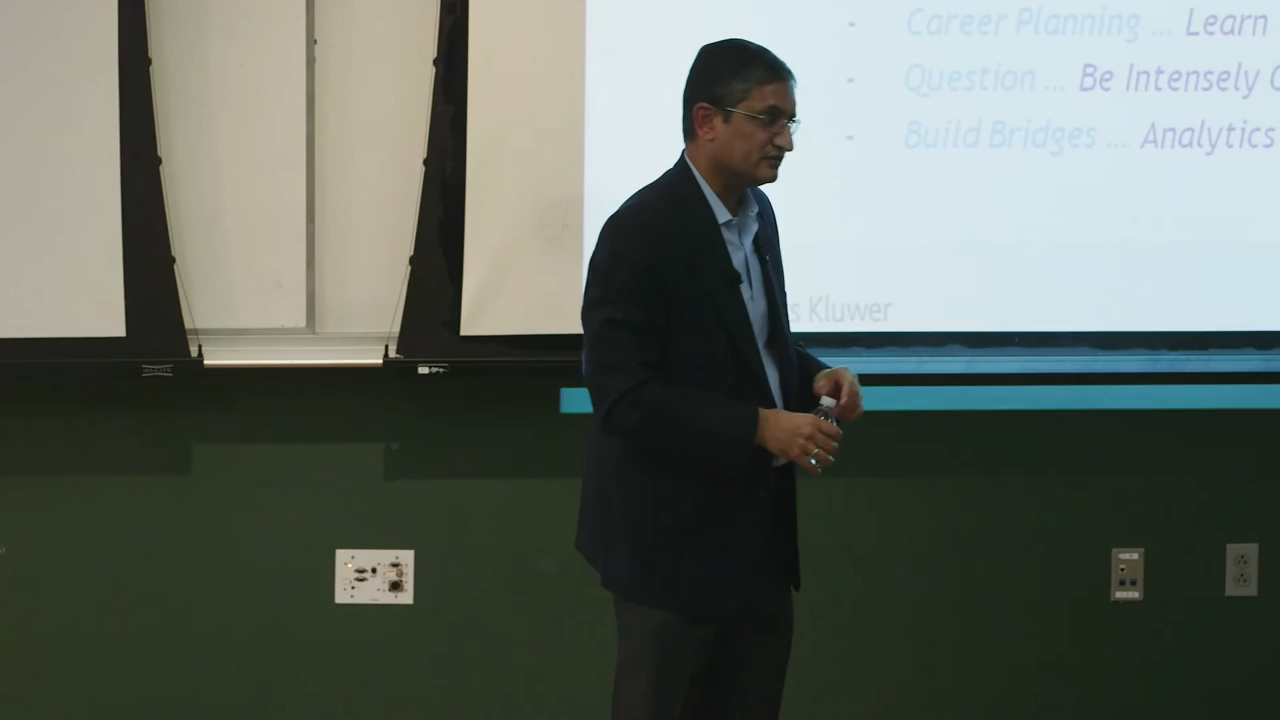 - Career Planning ... Learn
- Question ... Be Intensely
- Build Bridges ... Analytics
s Kluwer